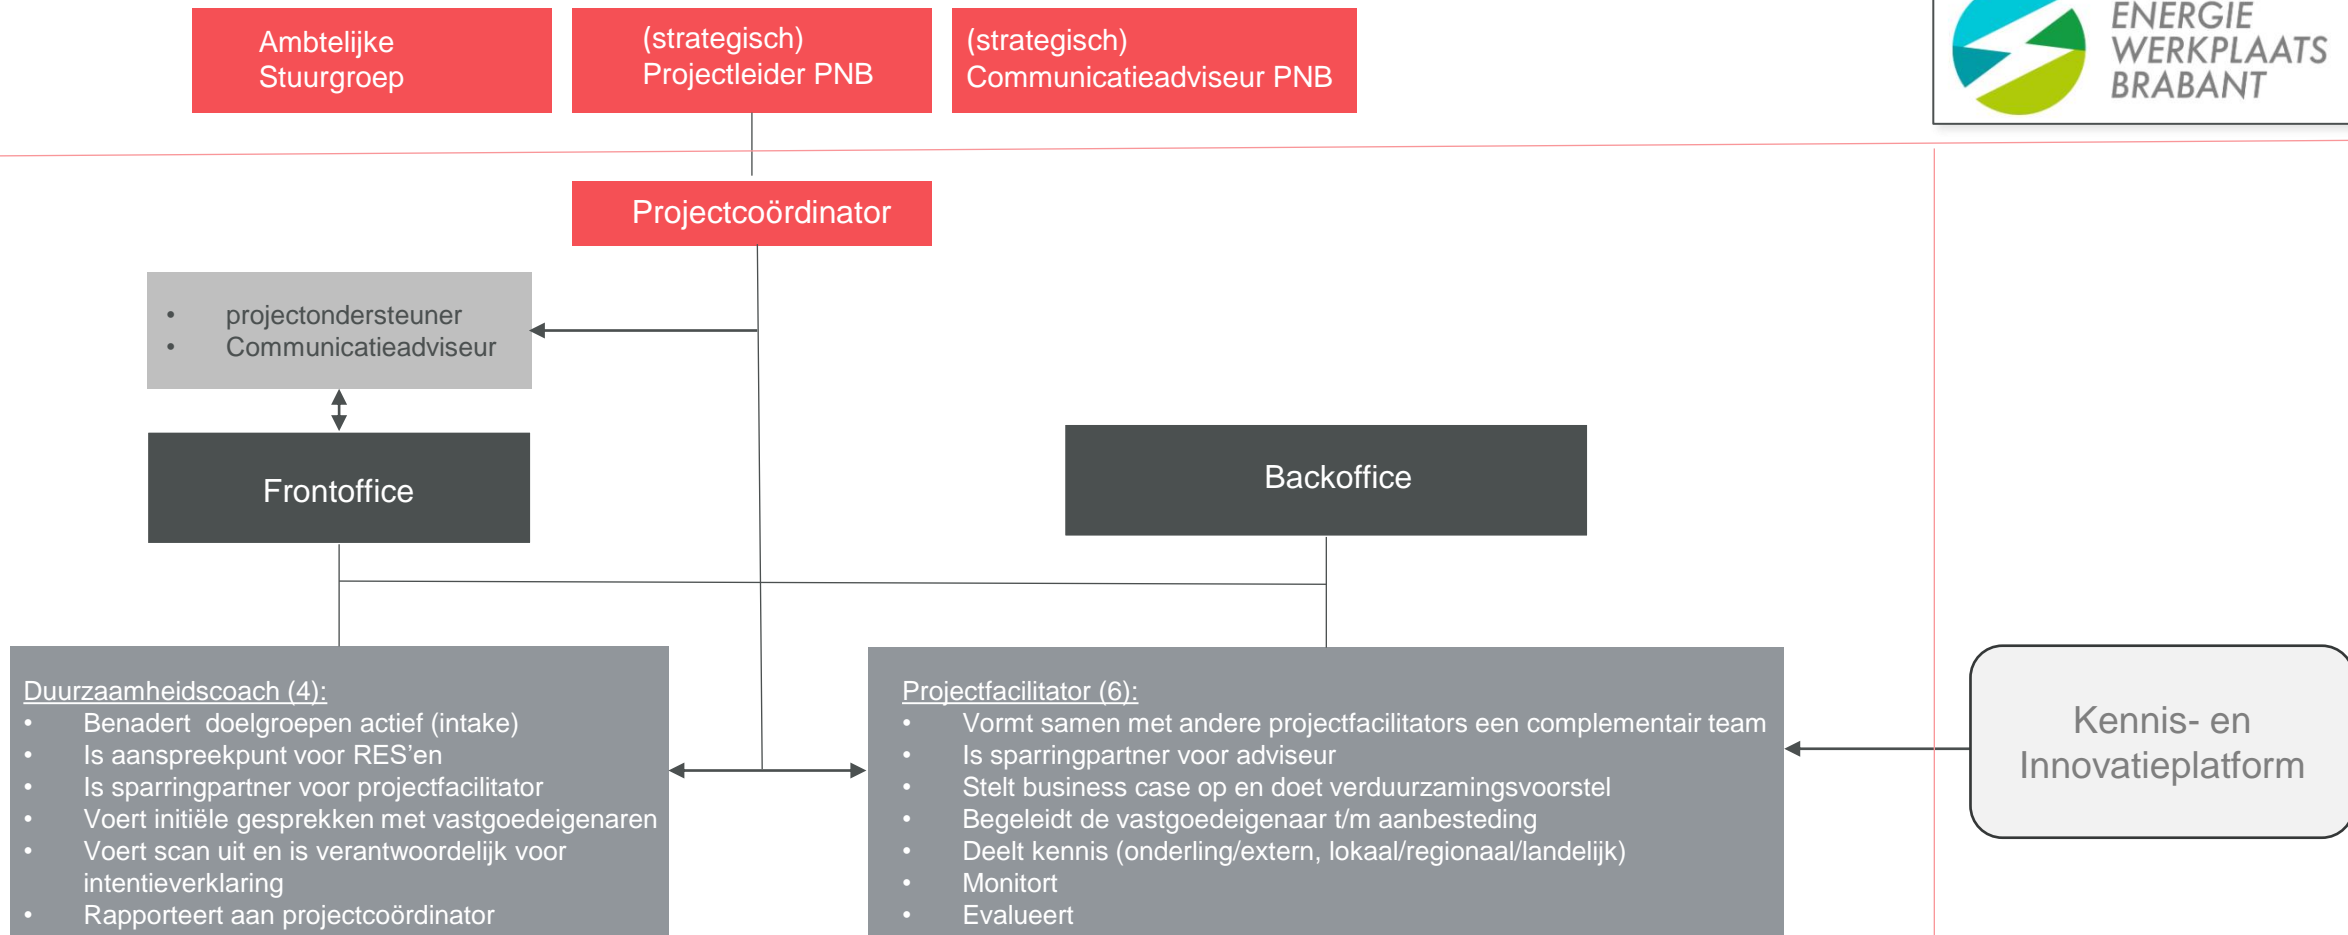 Ambtelijke
Stuurgroep
(strategisch)
Projectleider PNB
(strategisch)
Communicatieadviseur PNB
ENERGIE
WERKPLAATS
BRABANT
Projectcoördinator
• projectondersteuner
• Communicatieadviseur
Frontoffice
Backoffice
Duurzaamheidscoach (4):
• Benadert  doelgroepen actief (intake)
• Is aanspreekpunt voor RES’en
• Is sparringpartner voor projectfacilitator
• Voert initiële gesprekken met vastgoedeigenaren
• Voert scan uit en is verantwoordelijk voor
intentieverklaring
• Rapporteert aan projectcoördinator
Projectfacilitator (6):
• Vormt samen met andere projectfacilitators een complementair team
• Is sparringpartner voor adviseur
• Stelt business case op en doet verduurzamingsvoorstel
• Begeleidt de vastgoedeigenaar t/m aanbesteding
• Deelt kennis (onderling/extern, lokaal/regionaal/landelijk)
• Monitort
• Evalueert
Kennis- en
Innovatieplatform